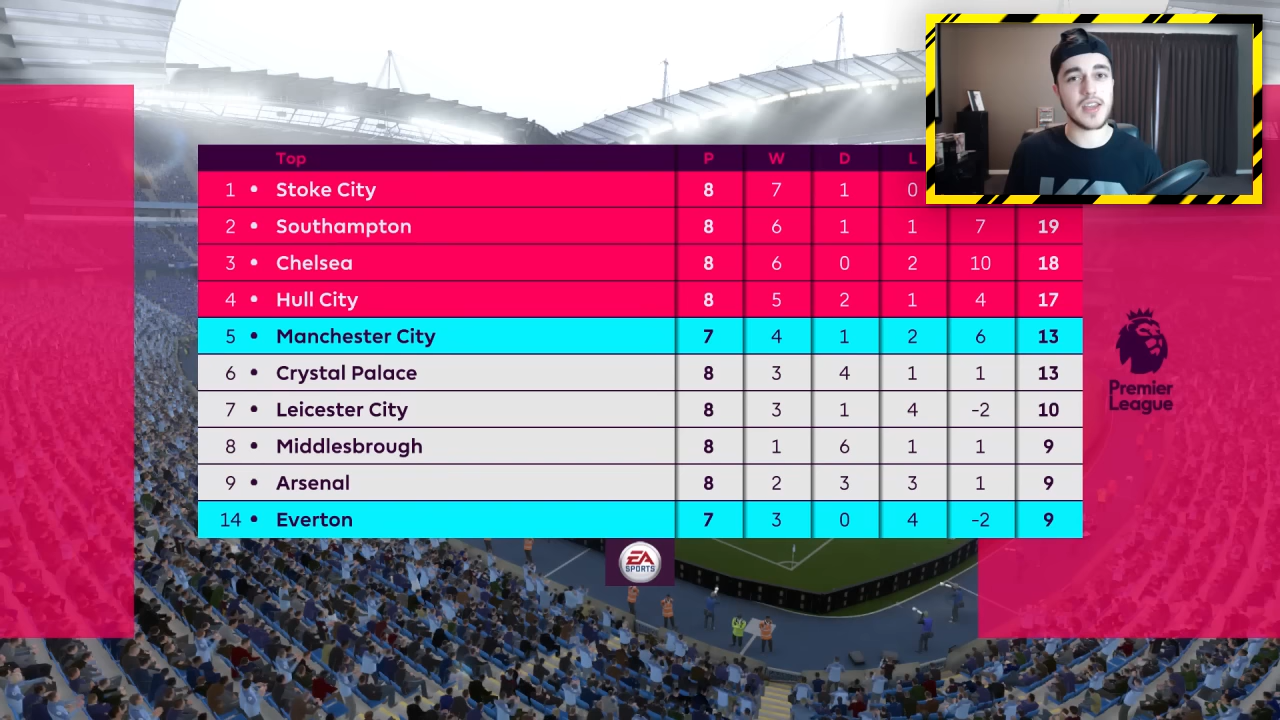 Top P W D L
1 • Stoke City 8 7 1 0
2 • Southampton 8 6 1 1 7 19
3 • Chelsea 8 6 0 2 10 18
4 • Hull City 8 5 2 1 4 17
5 • Manchester City 7 4 1 2 6 13
6 • Crystal Palace 8 3 4 1 1 13
7 • Leicester City 8 3 1 4 -2 10
8 • Middlesbrough 8 1 6 1 1 9
9 • Arsenal 8 2 3 3 1 9
14 • Everton 7 3 0 4 -2 9
Premier
League
EA
SPORTS